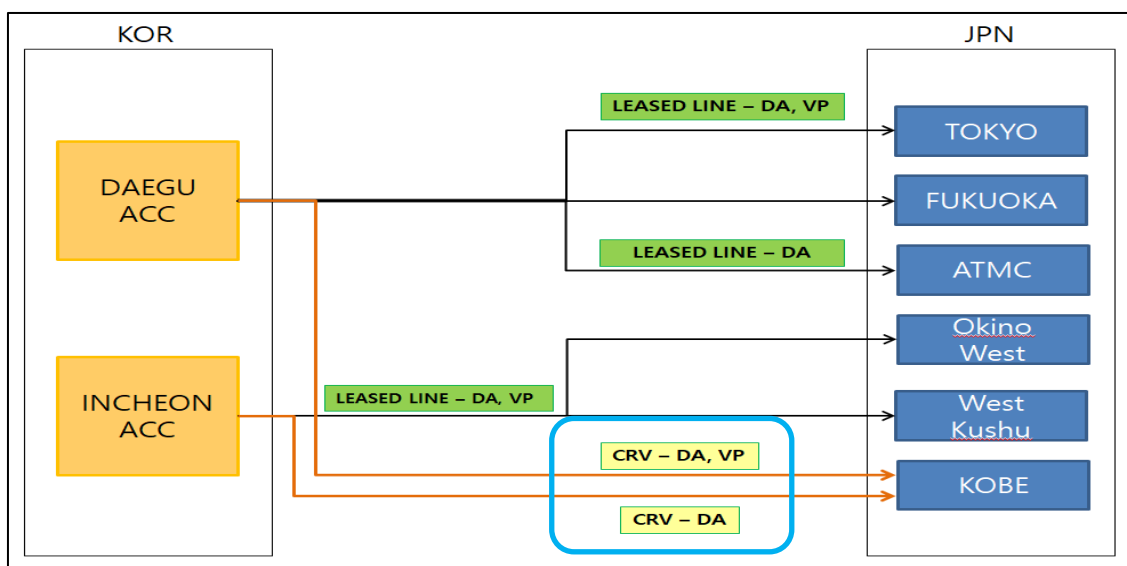 KOR
JPN
LEASED LINE – DA, VP
TOKYO
DAEGU
ACC
FUKUOKA
LEASED LINE – DA
ATMC
Okino
West
INCHEON
ACC
LEASED LINE – DA, VP
West
Kushu
CRV – DA, VP
KOBE
CRV – DA